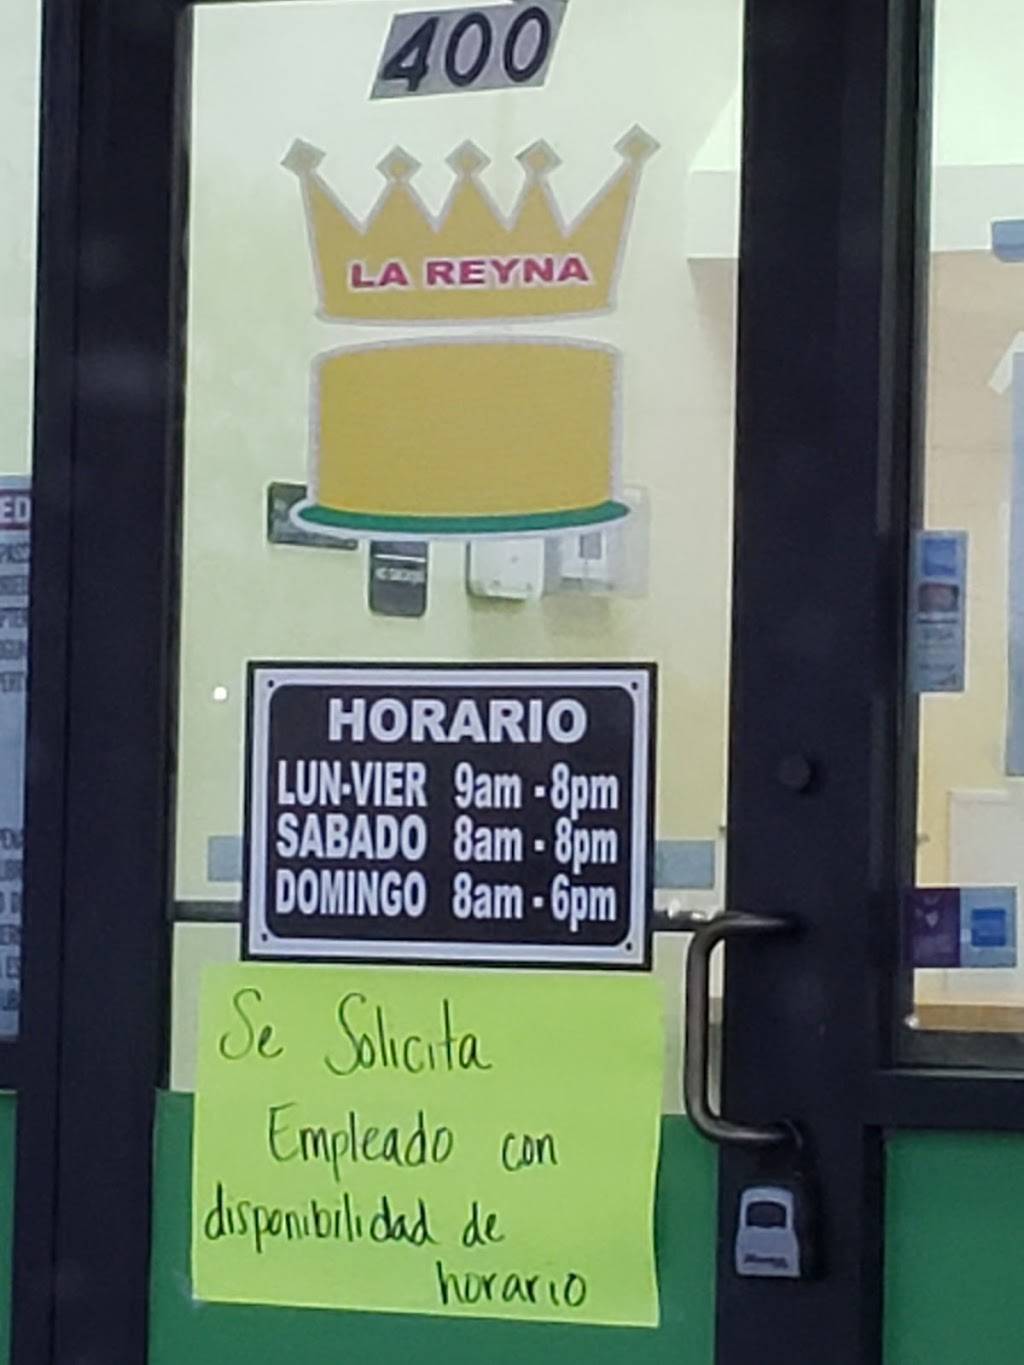 400
LA REYNA
HORARIO
LUN-VIER 9am - 8pm
SABADO 8am - 8pm
DOMINGO 8am - 6pm
Se Solicita
Empleado con
disponibilidad de
horario